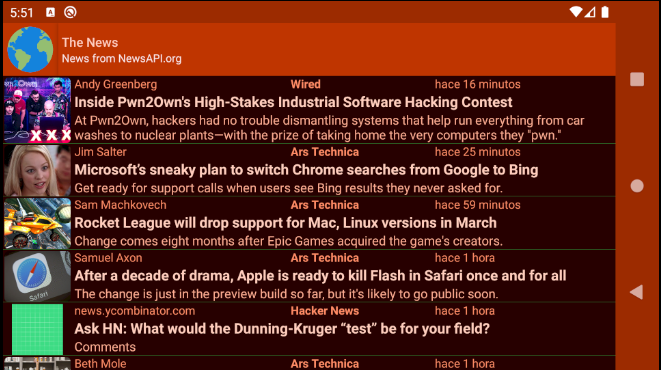 5:51
The News
News from NewsAPI.org
Andy Greenberg Wired hace 16 minutos
Inside Pwn2Own's High-Stakes Industrial Software Hacking Contest
At Pwn2Own, hackers had no trouble dismantling systems that help run everything from car
washes to nuclear plants—with the prize of taking home the very computers they "pwn."
Jim Salter Ars Technica hace 25 minutos
Microsoft's sneaky plan to switch Chrome searches from Google to Bing
Get ready for support calls when users see Bing results they never asked for.
Sam Machkovech Ars Technica hace 59 minutos
Rocket League will drop support for Mac, Linux versions in March
Change comes eight months after Epic Games acquired the game's creators.
Safari
Samuel Axon Ars Technica hace 1 hora
After a decade of drama, Apple is ready to kill Flash in Safari once and for all
The change is just in the preview build so far, but it's likely to go public soon.
news.ycombinator.com Hacker News hace 1 hora
Ask HN: What would the Dunning-Kruger “test” be for your field?
Comments
Beth Mole Ars Technica hace 1 hora